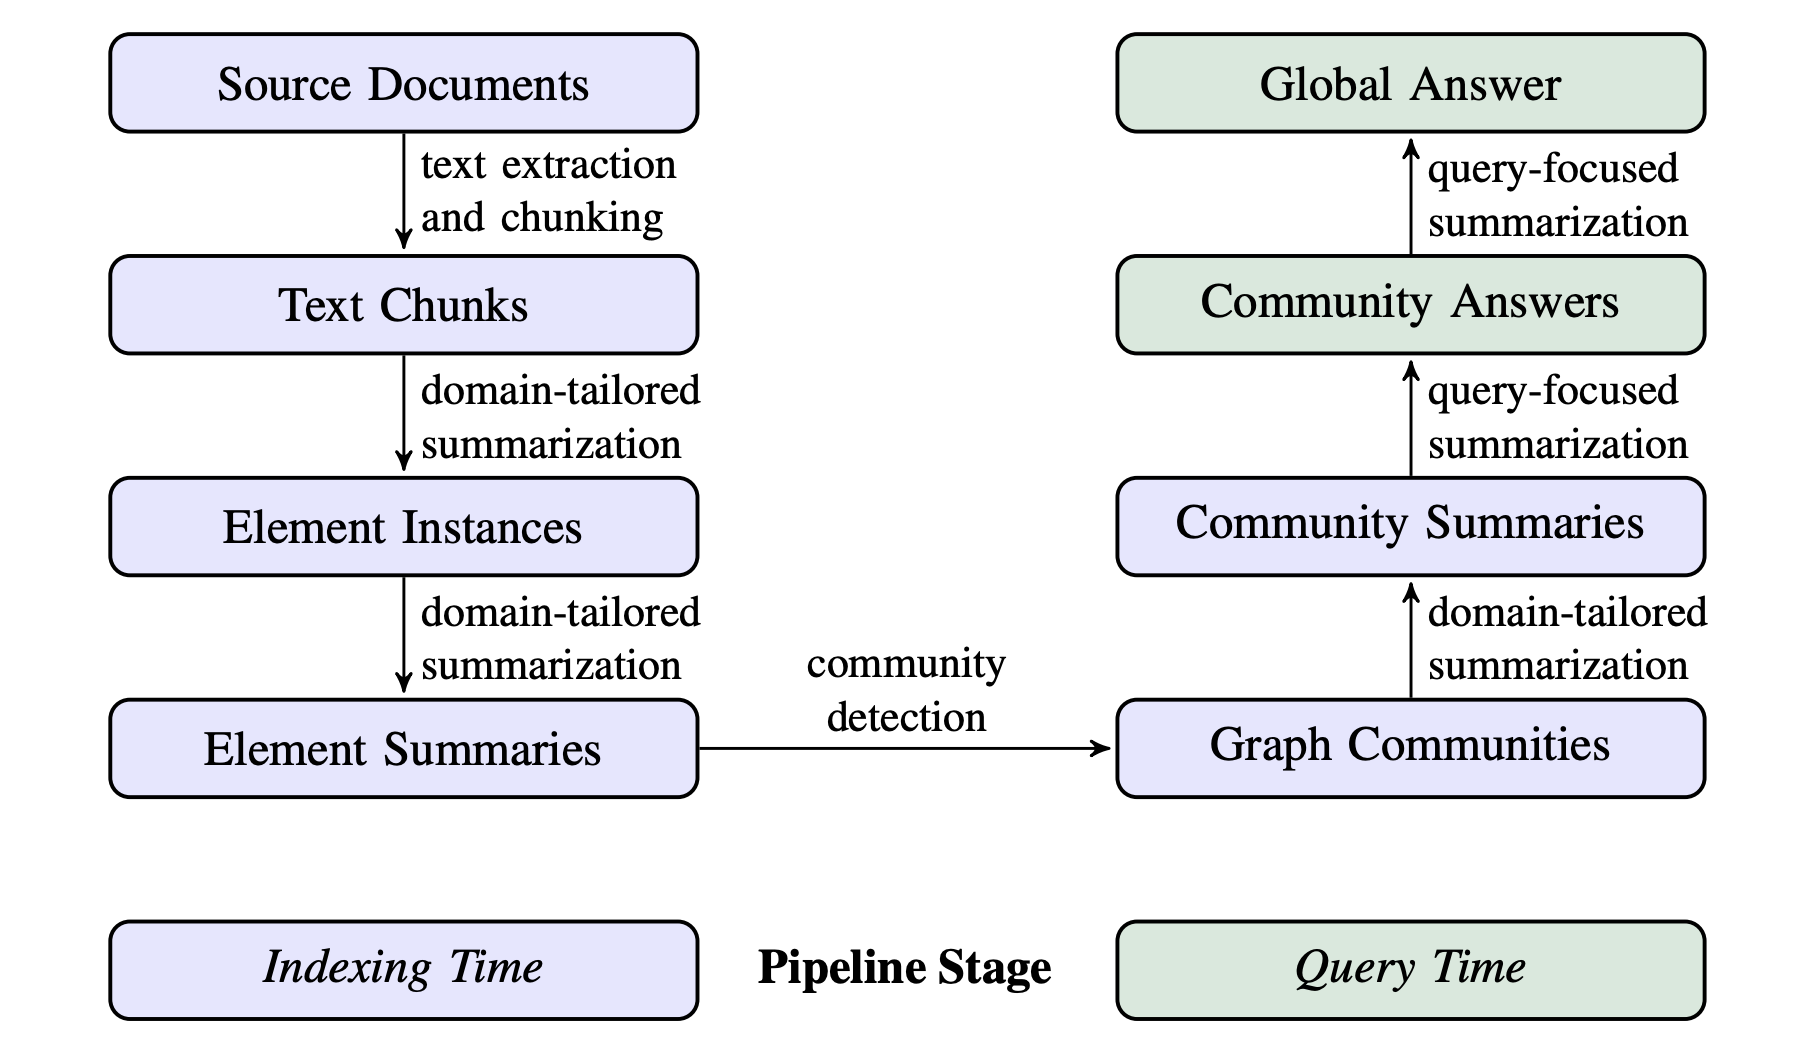 Source Documents
text extraction
and chunking
Text Chunks
domain-tailored
summarization
Element Instances
domain-tailored
summarization
Element Summaries
community
detection
Global Answer
query-focused
summarization
Community Answers
query-focused
summarization
Community Summaries
domain-tailored
summarization
Graph Communities
Indexing Time
Pipeline Stage
Query Time